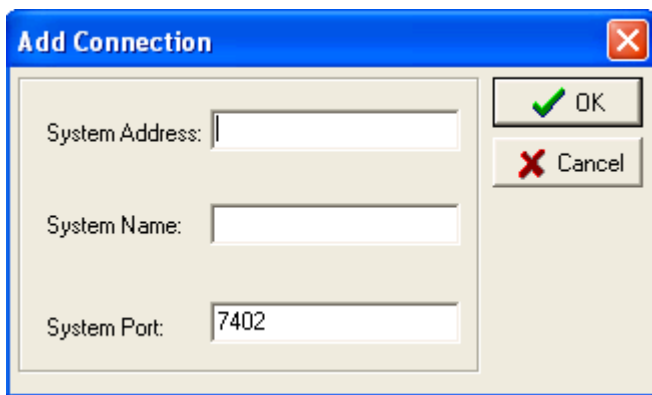 Add Connection
System Address:
OK
Cancel
System Name:
System Port: 7402